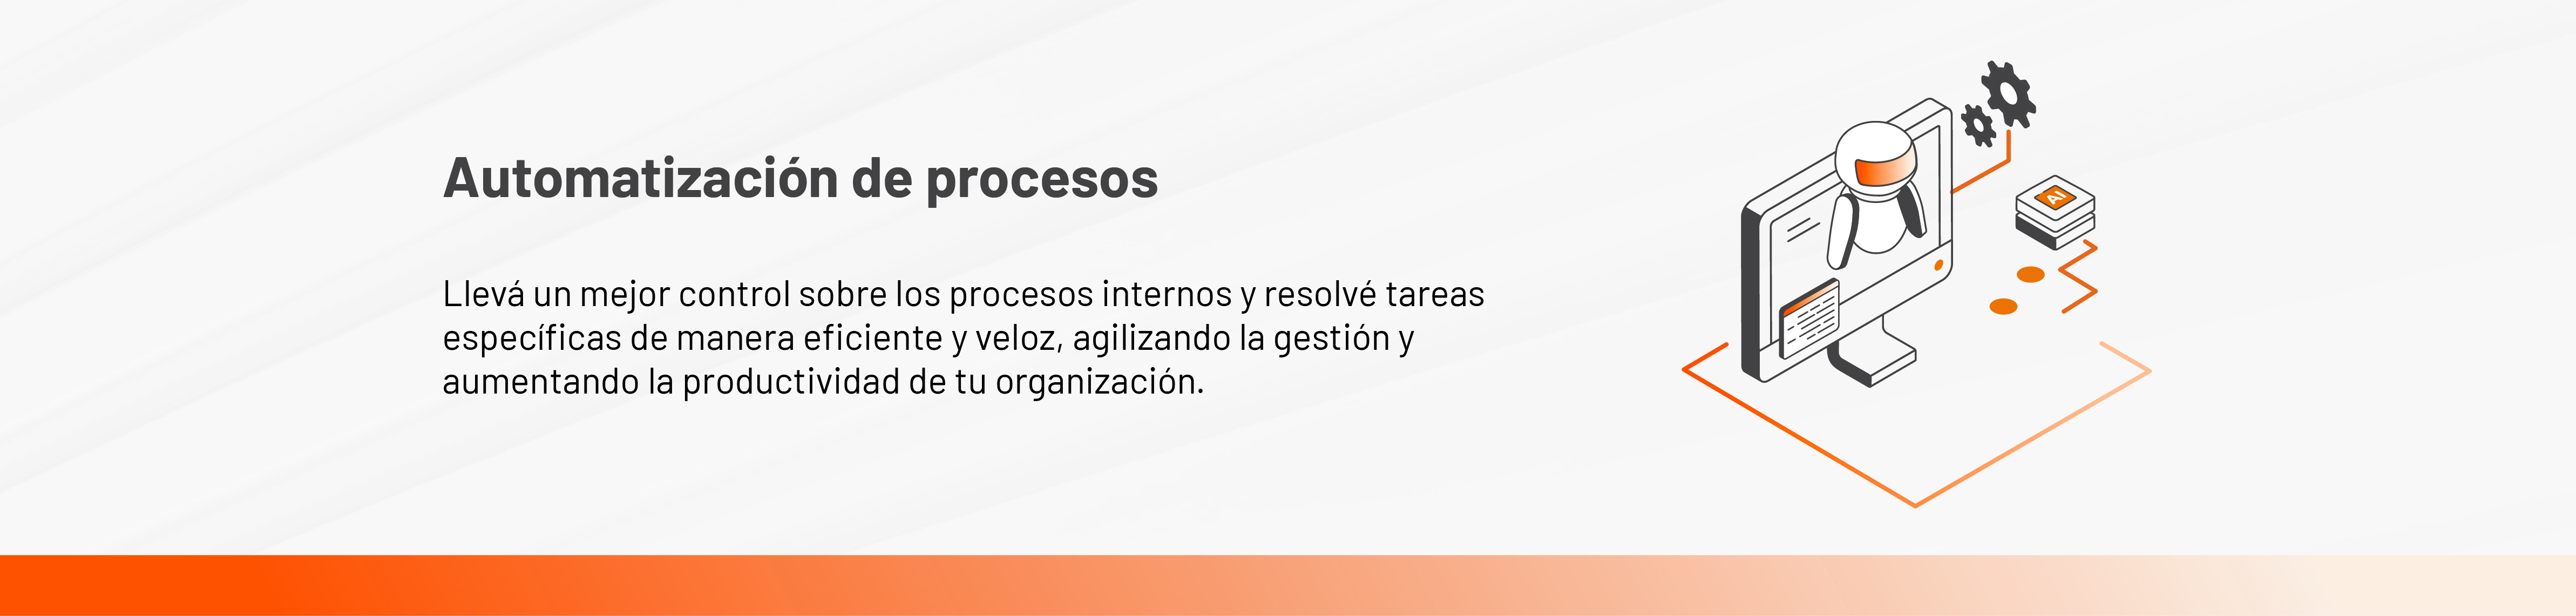 Automatización de procesos
Llevá un mejor control sobre los procesos internos y resolvé tareas
específicas de manera eficiente y veloz, agilizando la gestión y
aumentando la productividad de tu organización.
AI